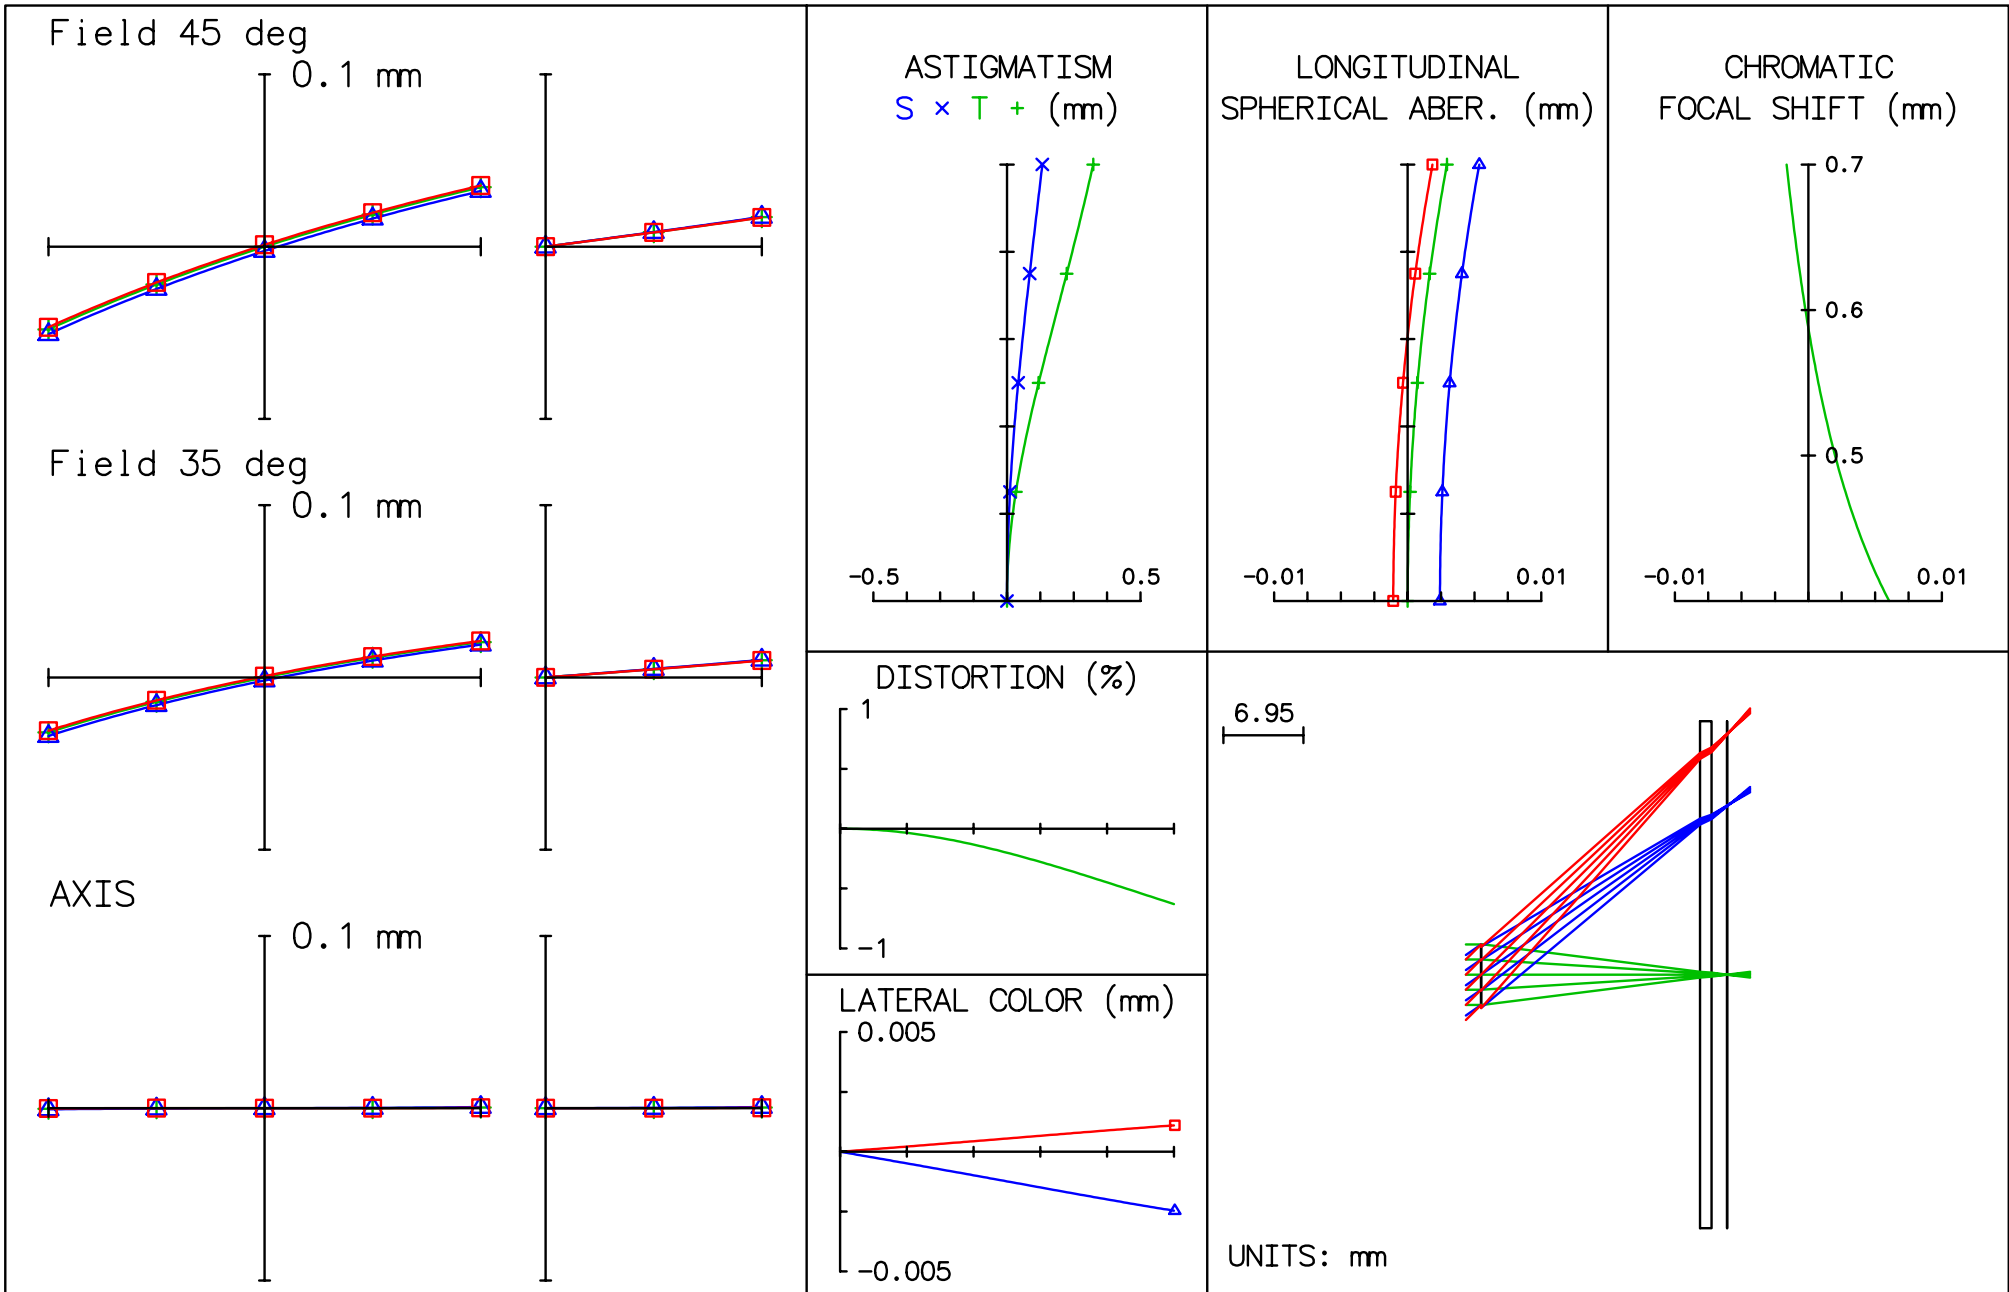 Field 45 deg
0.1 mm
Field 35 deg
0.1 mm
AXIS
0.1 mm
ASTIGMATISM
S × T + (mm)
-0.5
0.5
LONGITUDINAL
SPHERICAL ABER. (mm)
-0.01
0.01
CHROMATIC
FOCAL SHIFT (mm)
0.7
0.6
0.5
-0.01
0.01
DISTORTION (%)
1
-1
LATERAL COLOR (mm)
0.005
-0.005
6.95
UNITS: mm